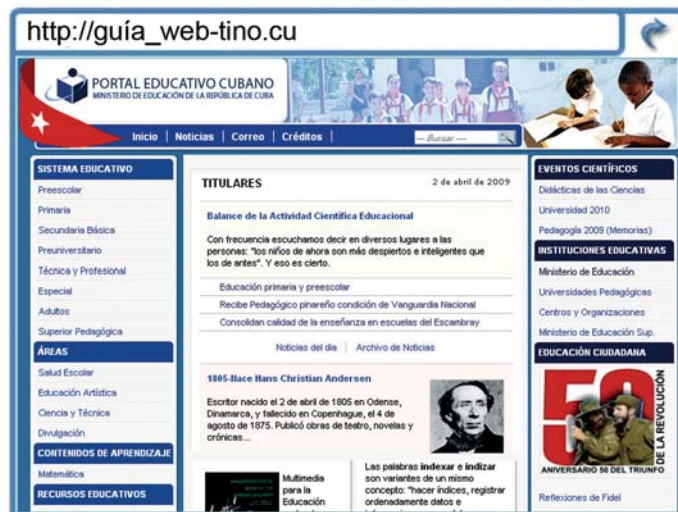 http://guía_web-tino.cu
PORTAL EDUCATIVO CUBANO
MINISTERIO DE EDUCACIÓN DE LA REPÚBLICA DE CUBA
Inicio | Noticias | Correo | Créditos |
-- Buscar --
SISTEMA EDUCATIVO
Preescolar
Primaria
Secundaria Básica
Preuniversitario
Técnica y Profesional
Especial
Adultos
Superior Pedagógica
ÁREAS
Salud Escolar
Educación Artística
Ciencia y Técnica
Divulgación
CONTENIDOS DE APRENDIZAJE
Matemática
RECURSOS EDUCATIVOS
TITULARES
2 de abril de 2009
Balance de la Actividad Científica Educacional
Con frecuencia escuchamos decir en diversos lugares a las
personas: "los niños de ahora son más despiertos e inteligentes que
los de antes". Y eso es cierto.
Educación primaria y preescolar
Recibe Pedagógico pinareño condición de Vanguardia Nacional
Consolidan calidad de la enseñanza en escuelas del Escambray
Noticias del dia | Archivo de Noticias
1805-Nace Hans Christian Andersen
Escritor nacido el 2 de abril de 1805 en Odense,
Dinamarca, y fallecido en Copenhague, el 4 de
agosto de 1875. Publicó obras de teatro, novelas y
crónicas...
Multimedia
para la
Educación
Las palabras indexar e indizar
son variantes de un mismo
concepto: "hacer índices, registrar
ordenadamente datos e
EVENTOS CIENTÍFICOS
Didácticas de las Ciencias
Universidad 2010
Pedagogía 2009 (Memorias)
INSTITUCIONES EDUCATIVAS
Ministerio de Educación
Universidades Pedagógicas
Centros y Organizaciones
Ministerio de Educación Sup.
EDUCACIÓN CIUDADANA
50
DE LA REVOLUCIÓN
ANIVERSARIO 50 DEL TRIUNFO
Reflexiones de Fidel